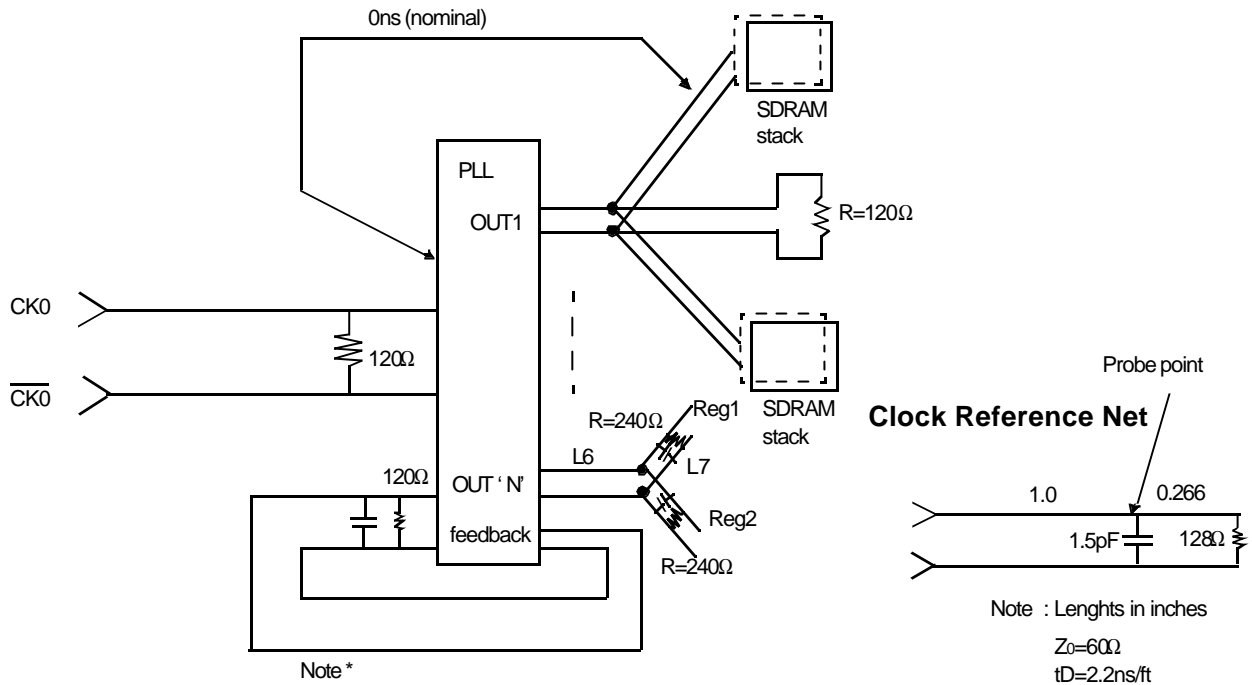 0ns (nominal)
SDRAM
stack
PLL
OUT1
R=120Ω
CK0
120Ω
CK0
Probe point
Reg1
SDRAM
stack
R=240Ω
Clock Reference Net
L6
L7
120Ω
OUT ‘ N’
1.0
0.266
Reg2
feedback
1.5pF
128Ω
R=240Ω
Note : Lenghts in inches
Z0=60Ω
Note *
tD=2.2ns/ft